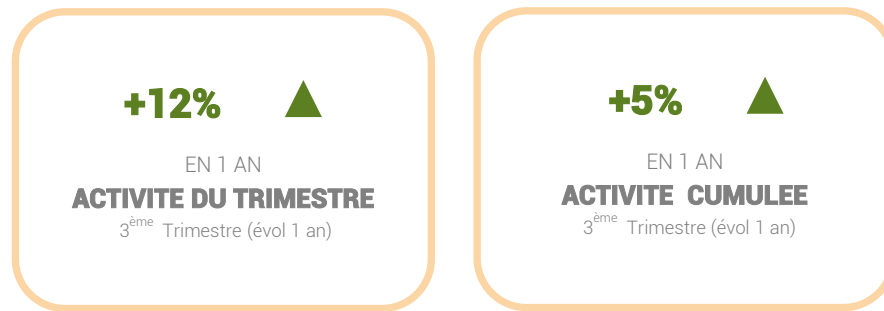 +12%
EN 1 AN
ACTIVITE DU TRIMESTRE
3ème Trimestre (évol 1 an)
+5%
EN 1 AN
ACTIVITE CUMULEE
3ème Trimestre (évol 1 an)